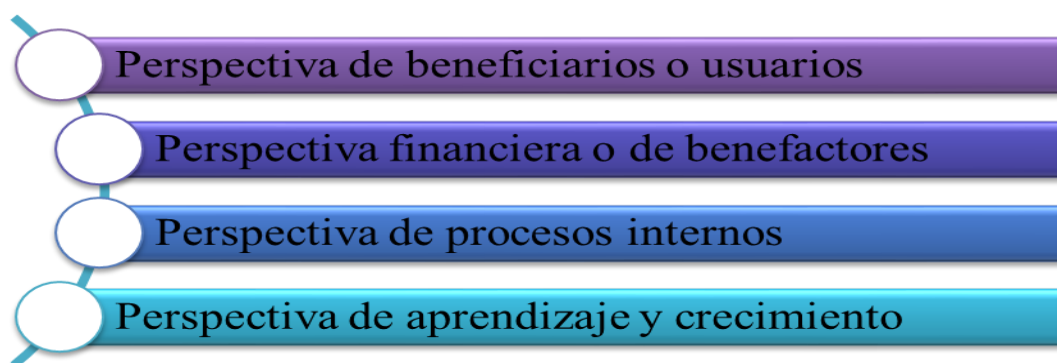 Perspectiva de beneficiarios o usuarios
Perspectiva financiera o de benefactores
Perspectiva de procesos internos
Perspectiva de aprendizaje y crecimiento